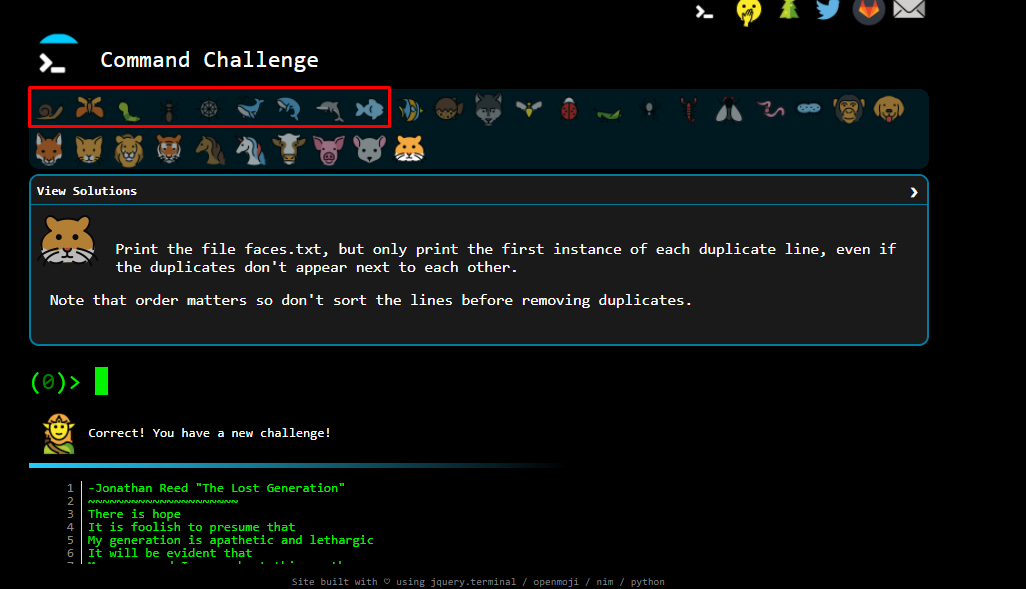 Command Challenge
View Solutions
Print the file faces.txt, but only print the first instance of each duplicate line, even if
the duplicates don't appear next to each other.
Note that order matters so don't sort the lines before removing duplicates.
(0)>
Correct! You have a new challenge!
1 -Jonathan Reed "The Lost Generation"
2 ~~~~~~~~~~~~~~~~~~~~~
3 There is hope
4 It is foolish to presume that
5 My generation is apathetic and lethargic
6 It will be evident that
Site built with ♡ using jquery.terminal / openmoji / nim / python